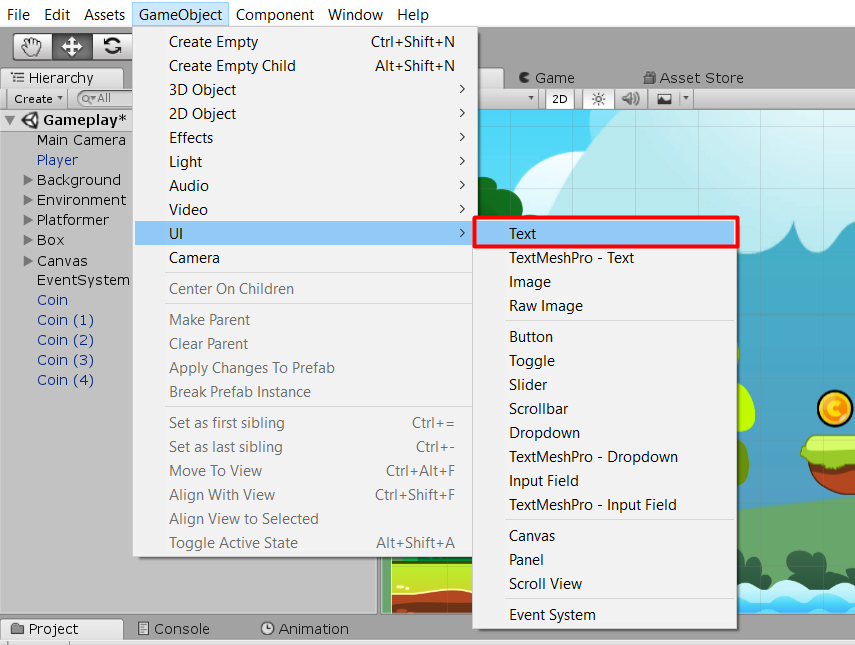 File Edit Assets GameObject Component Window Help
Hierarchy
Create
All
Gameplay*
Main Camera
Player
Background
Environment
Platformer
Box
Canvas
EventSystem
Coin
Coin (1)
Coin (2)
Coin (3)
Coin (4)
Create Empty Ctrl+Shift+N
Create Empty Child Alt+Shift+N
3D Object
2D Object
Effects
Light
Audio
Video
UI
Camera
Center On Children
Make Parent
Clear Parent
Apply Changes To Prefab
Break Prefab Instance
Set as first sibling Ctrl+=
Set as last sibling Ctrl+-
Move To View Ctrl+Alt+F
Align With View Ctrl+Shift+F
Align View to Selected
Toggle Active State Alt+Shift+A
Game
Asset Store
2D
Text
TextMeshPro - Text
Image
Raw Image
Button
Toggle
Slider
Scrollbar
Dropdown
TextMeshPro - Dropdown
Input Field
TextMeshPro - Input Field
Canvas
Panel
Scroll View
Event System
Project
Console
Animation